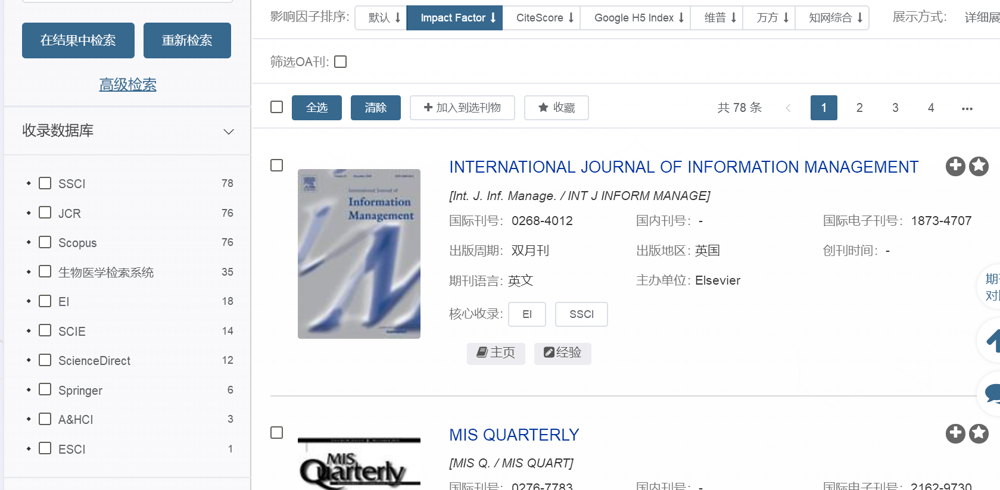 影响因子排序: 默认 Impact Factor CiteScore Google H5 Index 维普 万方 知网综合 展示方式: 详细展
在结果中检索 重新检索
高级检索
筛选OA刊:
全选 清除 加入到选刊物 收藏 共 78 条 1 2 3 4 ...
收录数据库
SSCI 78
JCR 76
Scopus 76
生物医学检索系统 35
EI 18
SCIE 14
ScienceDirect 12
Springer 6
A&HCI 3
ESCI 1
International Journal of
Information
Management
INTERNATIONAL JOURNAL OF INFORMATION MANAGEMENT
[Int. J. Inf. Manage. / INT J INFORM MANAGE]
国际刊号: 0268-4012 国内刊号: - 国际电子刊号: 1873-4707
出版周期: 双月刊 出版地区: 英国 创刊时间: -
期刊语言: 英文 主办单位: Elsevier
核心收录: EI SSCI
主页 经验
期刊
对比
MIS
Quarterly
MIS QUARTERLY
[MIS Q. / MIS QUART]
国际刊号: 0276-7783 国内刊号: - 国际电子刊号: 2162-9730